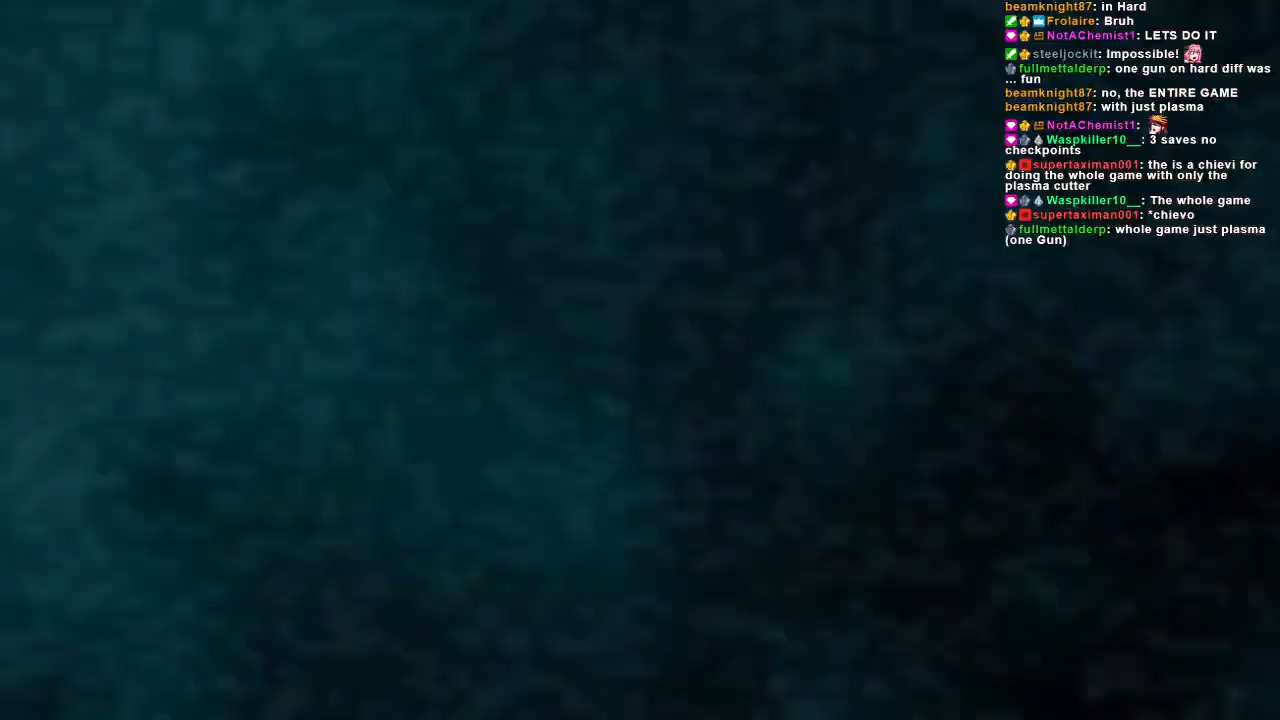 beamknight87: in Hard
Frolaire: Bruh
NotAChemist1: LETS DO IT
steeljockit: Impossible!
fullmettalderp: one gun on hard diff was
... fun
beamknight87: no, the ENTIRE GAME
beamknight87: with just plasma
NotAChemist1:
Waspkiller10__: 3 saves no
checkpoints
supertaximan001: the is a chievi for
doing the whole game with only the
plasma cutter
Waspkiller10__: The whole game
supertaximan001: *chievo
fullmettalderp: whole game just plasma
(one Gun)